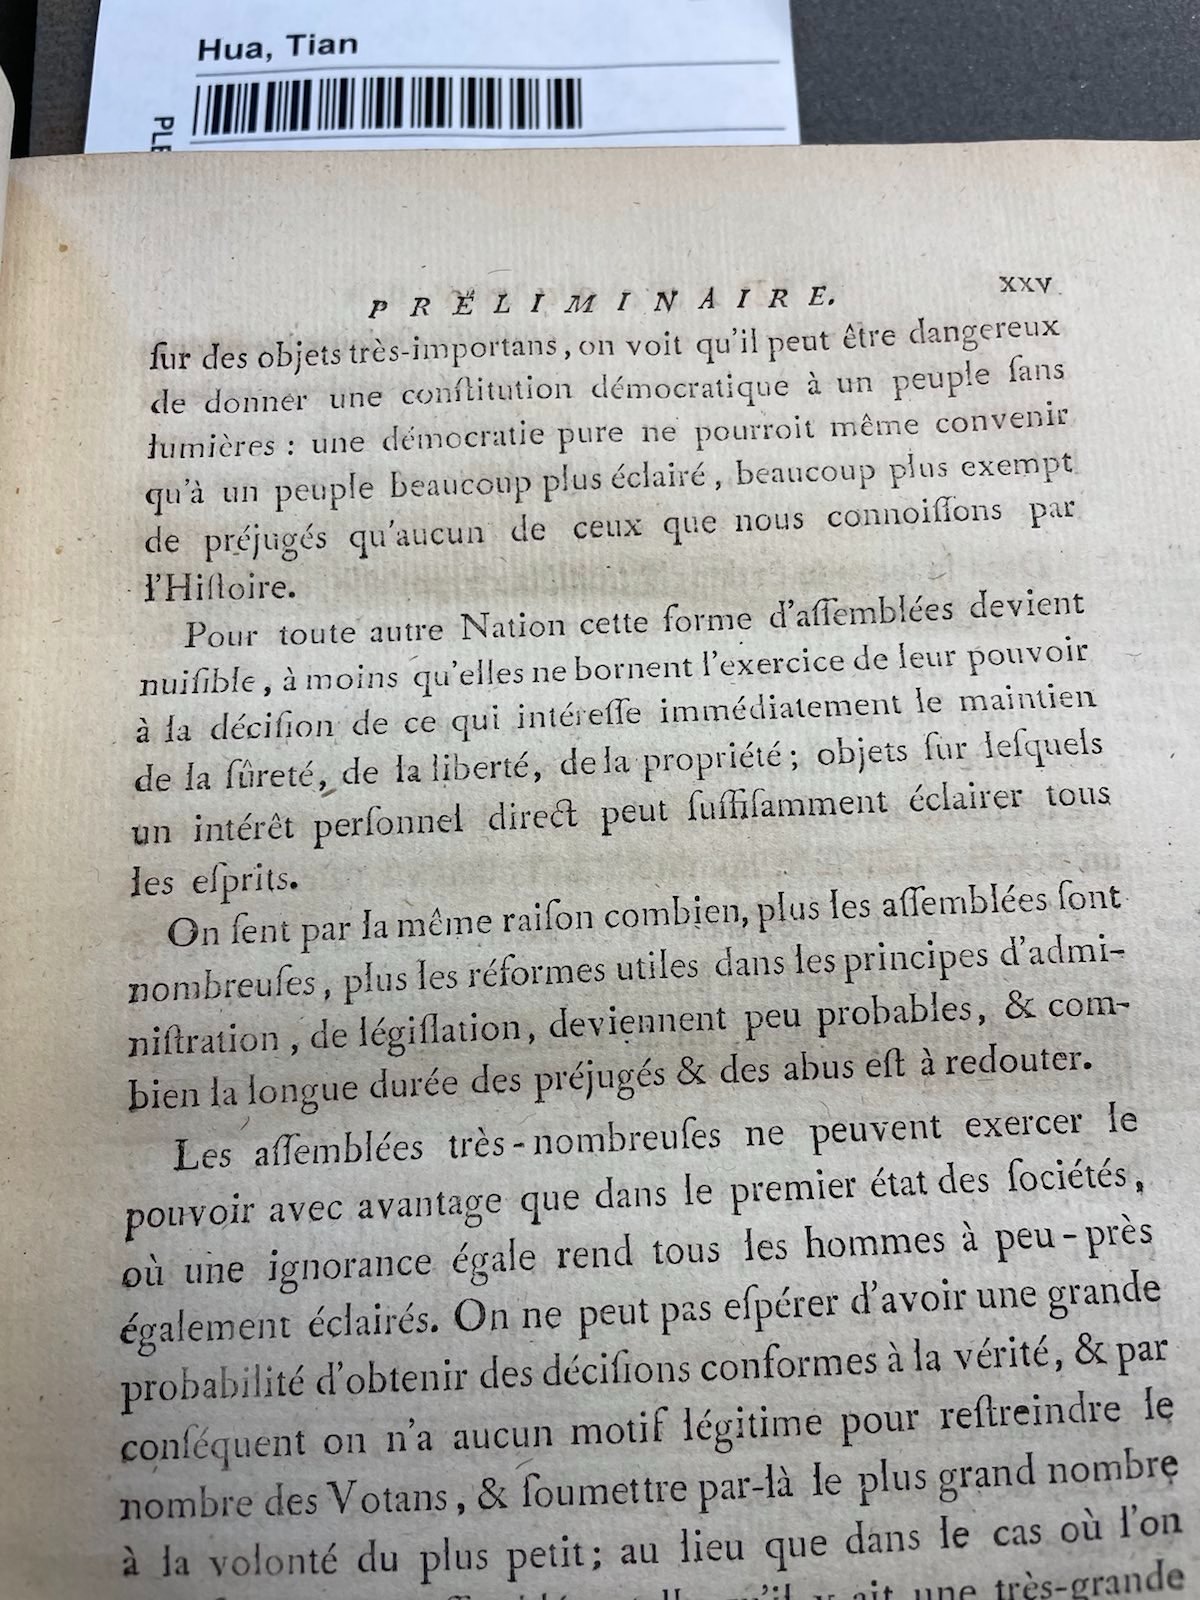 Hua, Tian
PLE
PRÉLIMINAIRE. xxv
ſur des objets très-importans, on voit qu'il peut être dangereux
de donner une conſtitution démocratique à un peuple ſans
lumières : une démocratie pure ne pourroit même convenir
qu'à un peuple beaucoup plus éclairé, beaucoup plus exempt
de préjugés qu'aucun de ceux que nous connoiſſons par
l'Hiſtoire.
Pour toute autre Nation cette forme d'aſſemblées devient
nuiſible, à moins qu'elles ne bornent l'exercice de leur pouvoir
à la déciſion de ce qui intéreſſe immédiatement le maintien
de la ſûreté, de la liberté, de la propriété; objets ſur leſquels
un intérêt perſonnel direct peut ſuffiſamment éclairer tous
les eſprits.
On ſent par la même raiſon combien, plus les aſſemblées ſont
nombreuſes, plus les réformes utiles dans les principes d'admi-
niſtration, de légiſlation, deviennent peu probables, & com-
bien la longue durée des préjugés & des abus eſt à redouter.
Les aſſemblées très-nombreuſes ne peuvent exercer le
pouvoir avec avantage que dans le premier état des ſociétés,
où une ignorance égale rend tous les hommes à peu-près
également éclairés. On ne peut pas eſpérer d'avoir une grande
probabilité d'obtenir des déciſions conformes à la vérité, & par
conſéquent on n'a aucun motif légitime pour reſtreindre le
nombre des Votans, & ſoumettre par-là le plus grand nombre
à la volonté du plus petit; au lieu que dans le cas où l'on
qu'il y ait une très-grande